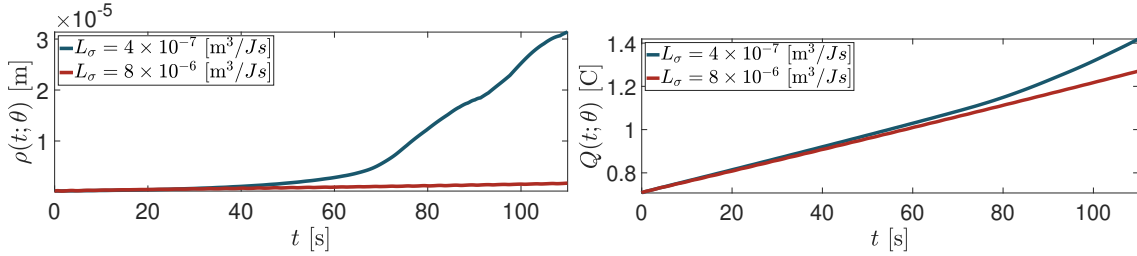 ×10⁻⁵
L_σ = 4 × 10⁻⁷ [m³/Js]
L_σ = 8 × 10⁻⁶ [m³/Js]
ρ(t; θ) [m]
3
2
1
0 20 40 60 80 100
t [s]
L_σ = 4 × 10⁻⁷ [m³/Js]
L_σ = 8 × 10⁻⁶ [m³/Js]
Q(t; θ) [C]
1.4
1.2
1
0.8
0 20 40 60 80 100
t [s]